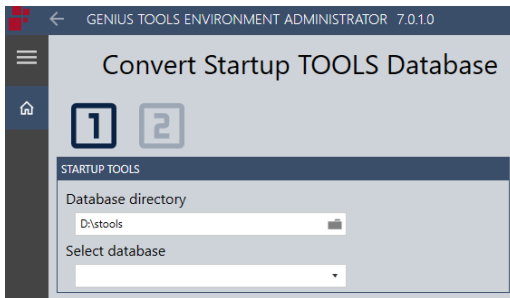 GENIUS TOOLS ENVIRONMENT ADMINISTRATOR 7.0.1.0
Convert Startup TOOLS Database
1 2
STARTUP TOOLS
Database directory
D:\stools
Select database